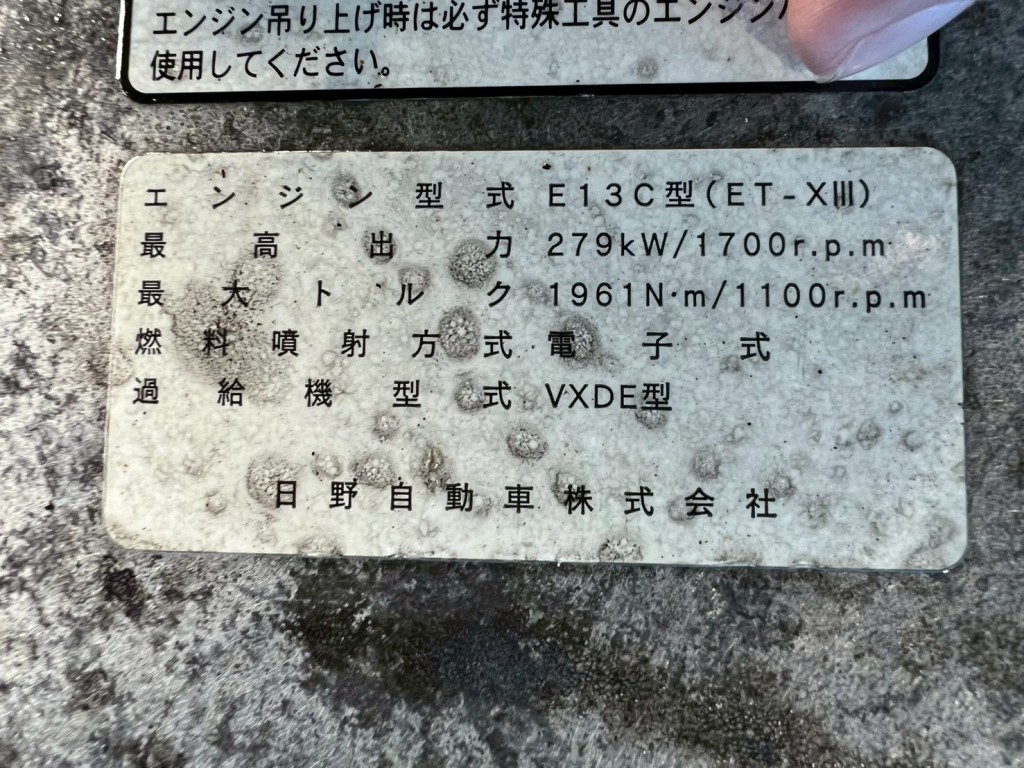 エンジン吊り上げ時は必ず特殊工具のエンジン
使用してください。
エンジン型式 E13C型(ET-XⅢ)
最高出力 279kW/1700r.p.m
最大トルク 1961N·m/1100r.p.m
燃料噴射方式 電子式
過給機型式 VXDE型
日野自動車株式会社